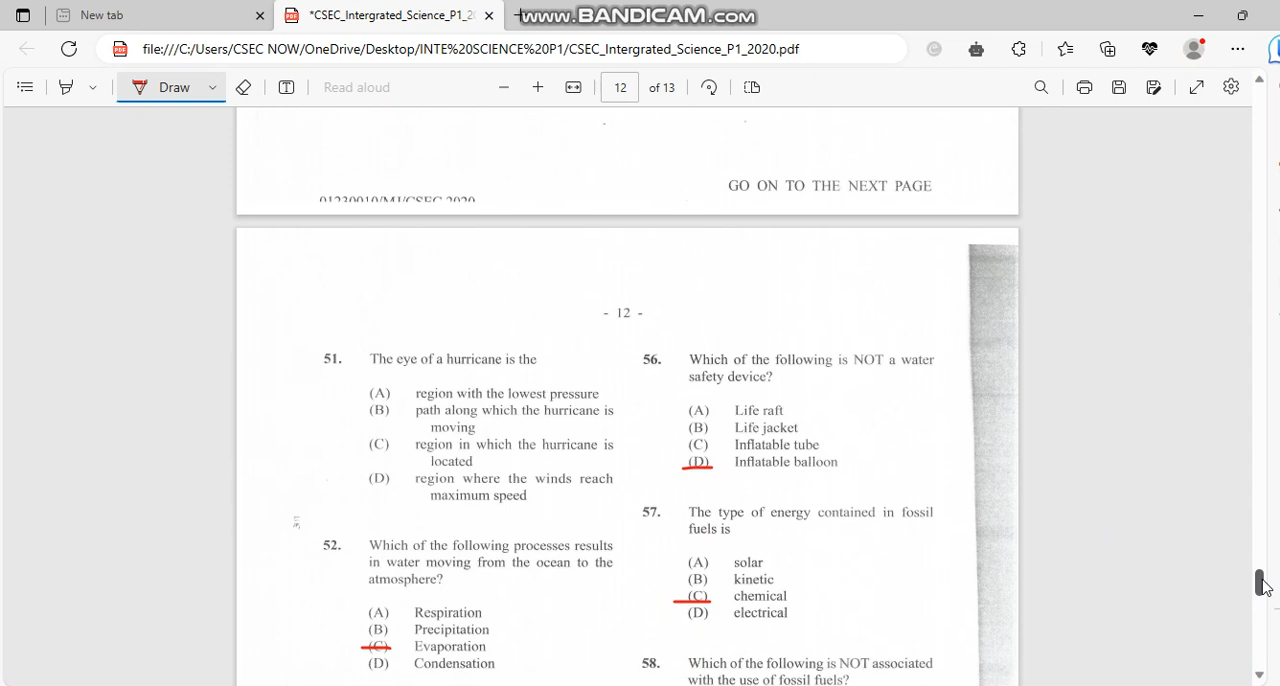 New tab
*CSEC_Intergrated_Science_P1_2
www.BANDICAM.com
file:///C:/Users/CSEC NOW/OneDrive/Desktop/INTE%20SCIENCE%20P1/CSEC_Intergrated_Science_P1_2020.pdf
Draw
Read aloud
12 of 13
GO ON TO THE NEXT PAGE
01230010/MJ/CSEC 2020
- 12 -
51. The eye of a hurricane is the
(A) region with the lowest pressure
(B) path along which the hurricane is
moving
(C) region in which the hurricane is
located
(D) region where the winds reach
maximum speed
52. Which of the following processes results
in water moving from the ocean to the
atmosphere?
(A) Respiration
(B) Precipitation
(C) Evaporation
(D) Condensation
56. Which of the following is NOT a water
safety device?
(A) Life raft
(B) Life jacket
(C) Inflatable tube
(D) Inflatable balloon
57. The type of energy contained in fossil
fuels is
(A) solar
(B) kinetic
(C) chemical
(D) electrical
58. Which of the following is NOT associated
with the use of fossil fuels?